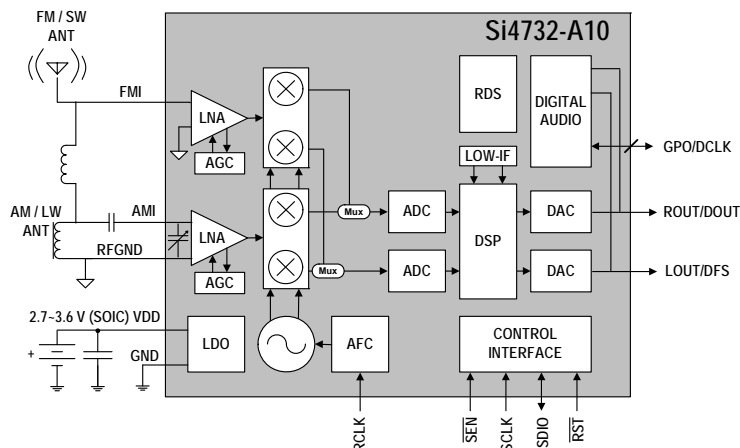 FM / SW
ANT
Si4732-A10
FMI
LNA
AGC
RDS
DIGITAL
AUDIO
LOW-IF
GPO/DCLK
AM / LW
ANT
AMI
RFGND
LNA
AGC
Mux
Mux
ADC
ADC
DSP
DAC
DAC
ROUT/DOUT
LOUT/DFS
2.7~3.6 V (SOIC) VDD
+
GND
LDO
AFC
CONTROL
INTERFACE
RCLK
SEN
SCLK
SDIO
RST